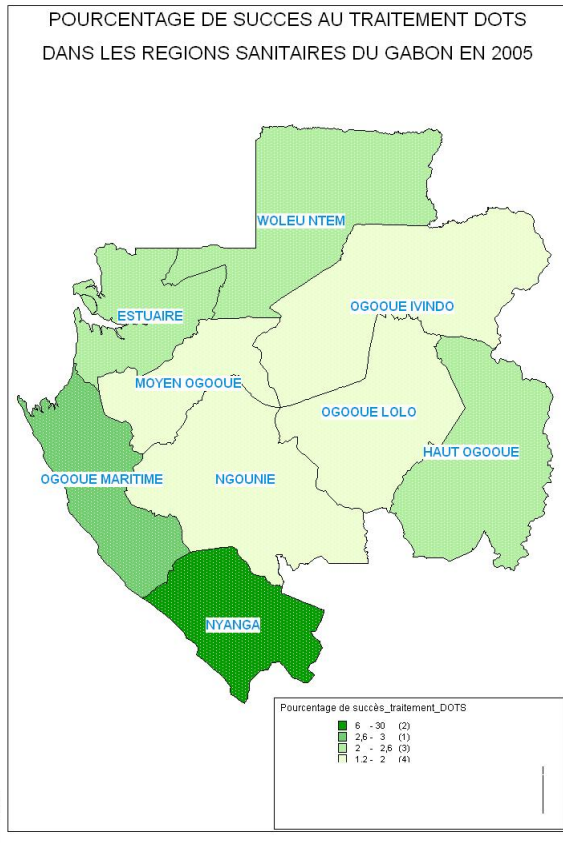 POURCENTAGE DE SUCCES AU TRAITEMENT DOTS
DANS LES REGIONS SANITAIRES DU GABON EN 2005
WOLEU NTEM
OGOOUE IVINDO
ESTUAIRE
MOYEN OGOOUE
OGOOUE LOLO
HAUT OGOOUE
OGOOUE MARITIME
NGOUNIE
NYANGA
Pourcentage de succès_traitement_DOTS
6 - 30 (2)
2,6 - 3 (1)
2 - 2,6 (3)
1,2 - 2 (4)